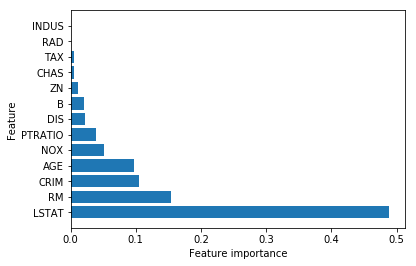 INDUS
RAD
TAX
CHAS
ZN
B
DIS
PTRATIO
NOX
AGE
CRIM
RM
LSTAT
Feature
0.0 0.1 0.2 0.3 0.4 0.5
Feature importance